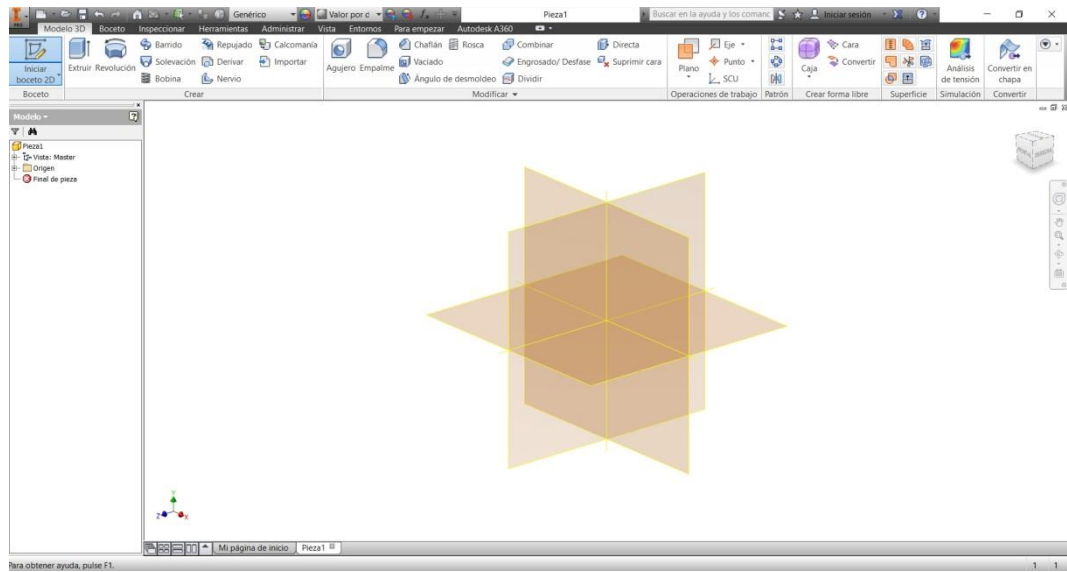 PRO Genérico Valor por d Pieza1 Buscar en la ayuda y los comanc Iniciar sesión
Modelo 3D Boceto Inspeccionar Herramientas Administrar Vista Entornos Para empezar Autodesk A360
Iniciar boceto 2D Extruir Revolución Barrido Repujado Calcomanía Agujero Empalme Chaflán Rosca Combinar Directa Plano Eje Caja Cara Análisis de tensión Convertir en chapa
Solevación Derivar Importar Vaciado Engrosado/ Desfase Suprimir cara Punto Convertir
Bobina Nervio Ángulo de desmoldeo Dividir SCU
Boceto Crear Modificar Operaciones de trabajo Patrón Crear forma libre Superficie Simulación Convertir
Modelo
Pieza1
Vista: Master
Origen
Final de pieza
Y
Z X
Mi página de inicio Pieza1
Para obtener ayuda, pulse F1. 1 1